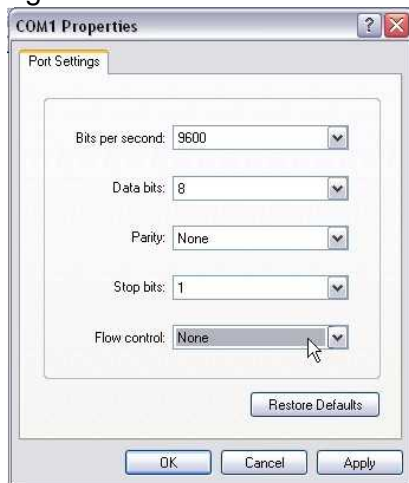 COM1 Properties
Port Settings
Bits per second: 9600
Data bits: 8
Parity: None
Stop bits: 1
Flow control: None
Restore Defaults
OK Cancel Apply